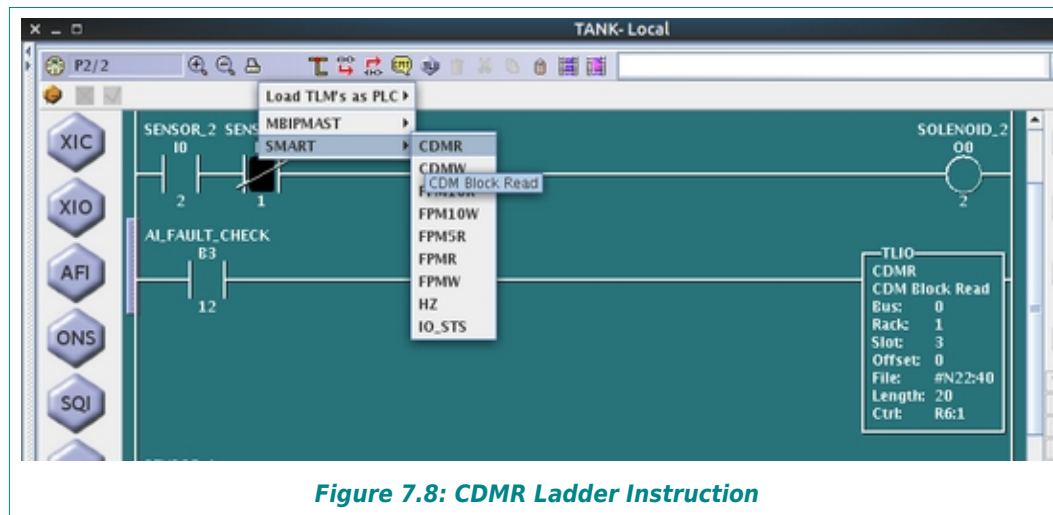 TANK- Local
P2/2
Load TLM's as PLC
MBIPMAST
SMART
CDMR
CDMW
CDM Block Read
FPM10W
FPM5R
FPMR
FPMW
HZ
IO_STS
XIC
XIO
AFI
ONS
SQI
SENSOR_2 SENS
I0
2
1
SOLENOID_2
O0
2
AI_FAULT_CHECK
B3
12
TLIO
CDMR
CDM Block Read
Bus: 0
Rack: 1
Slot: 3
Offset: 0
File: #N22:40
Length: 20
Ctrl: R6:1
Figure 7.8: CDMR Ladder Instruction